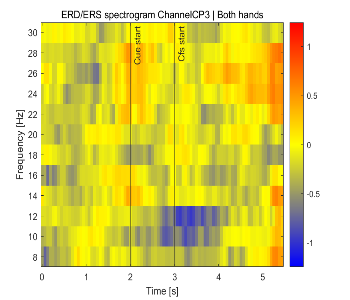 ERD/ERS spectrogram ChannelCP3 | Both hands
Frequency [Hz]
30
28
26
24
22
20
18
16
14
12
10
8
Cue start
Cfs start
1
0.5
0
-0.5
-1
0 1 2 3 4 5
Time [s]